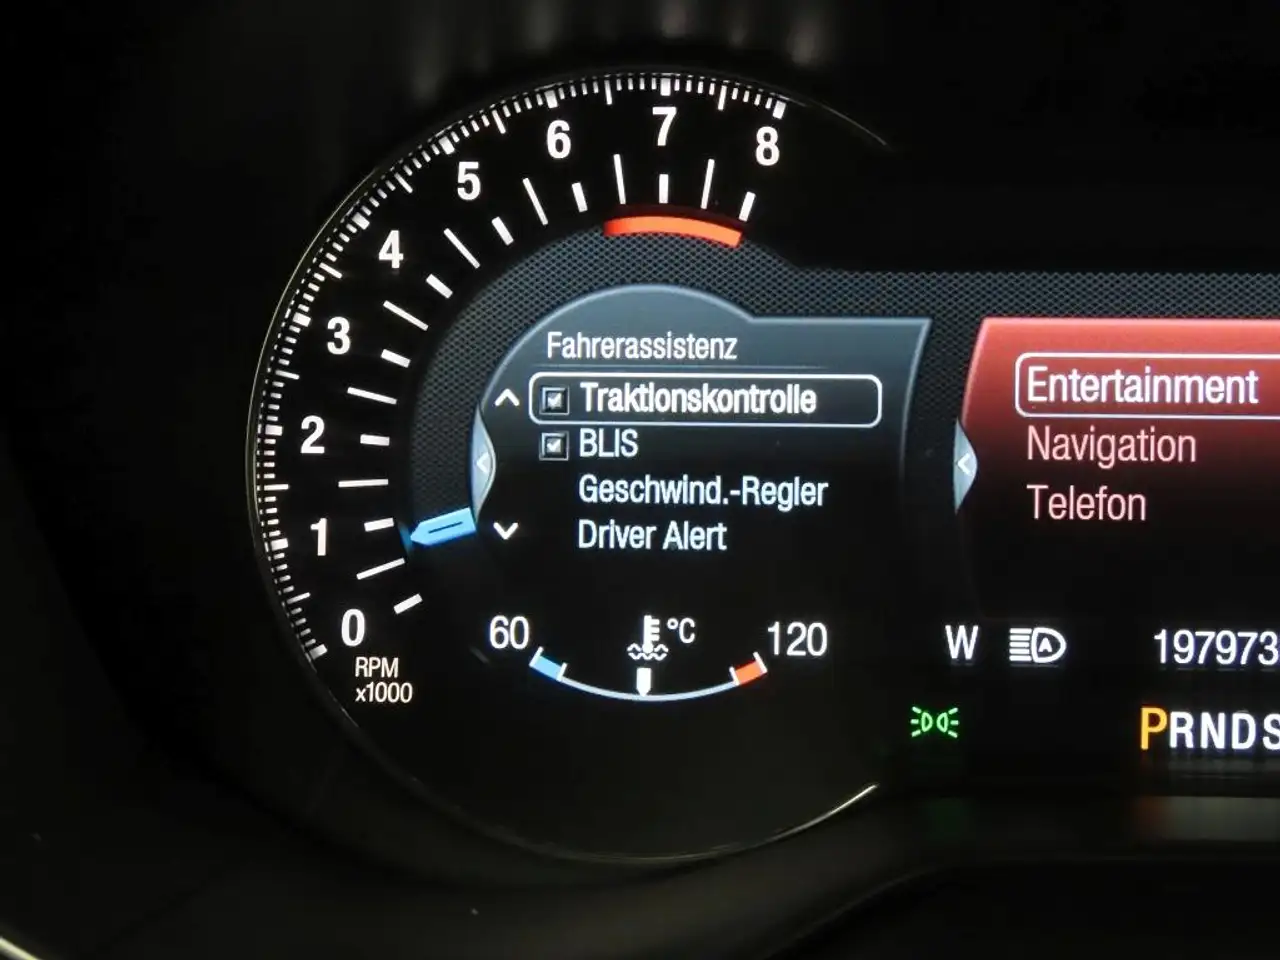 8
7
6
5
4
3
2
1
0
RPM
x1000
Fahrerassistenz
Traktionskontrolle
BLIS
Geschwind.-Regler
Driver Alert
60
°C
120
Entertainment
Navigation
Telefon
W
A
197973
PRNDS